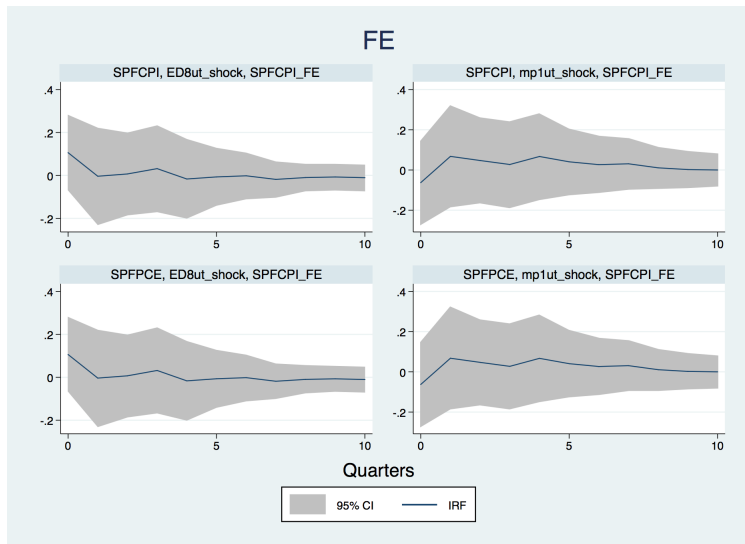 FE
SPFCPI, ED8ut_shock, SPFCPI_FE
SPFCPI, mp1ut_shock, SPFCPI_FE
.4
.2
0
-.2
0 5 10
.4
.2
0
-.2
0 5 10
SPFPCE, ED8ut_shock, SPFCPI_FE
SPFPCE, mp1ut_shock, SPFCPI_FE
.4
.2
0
-.2
0 5 10
.4
.2
0
-.2
0 5 10
Quarters
95% CI IRF